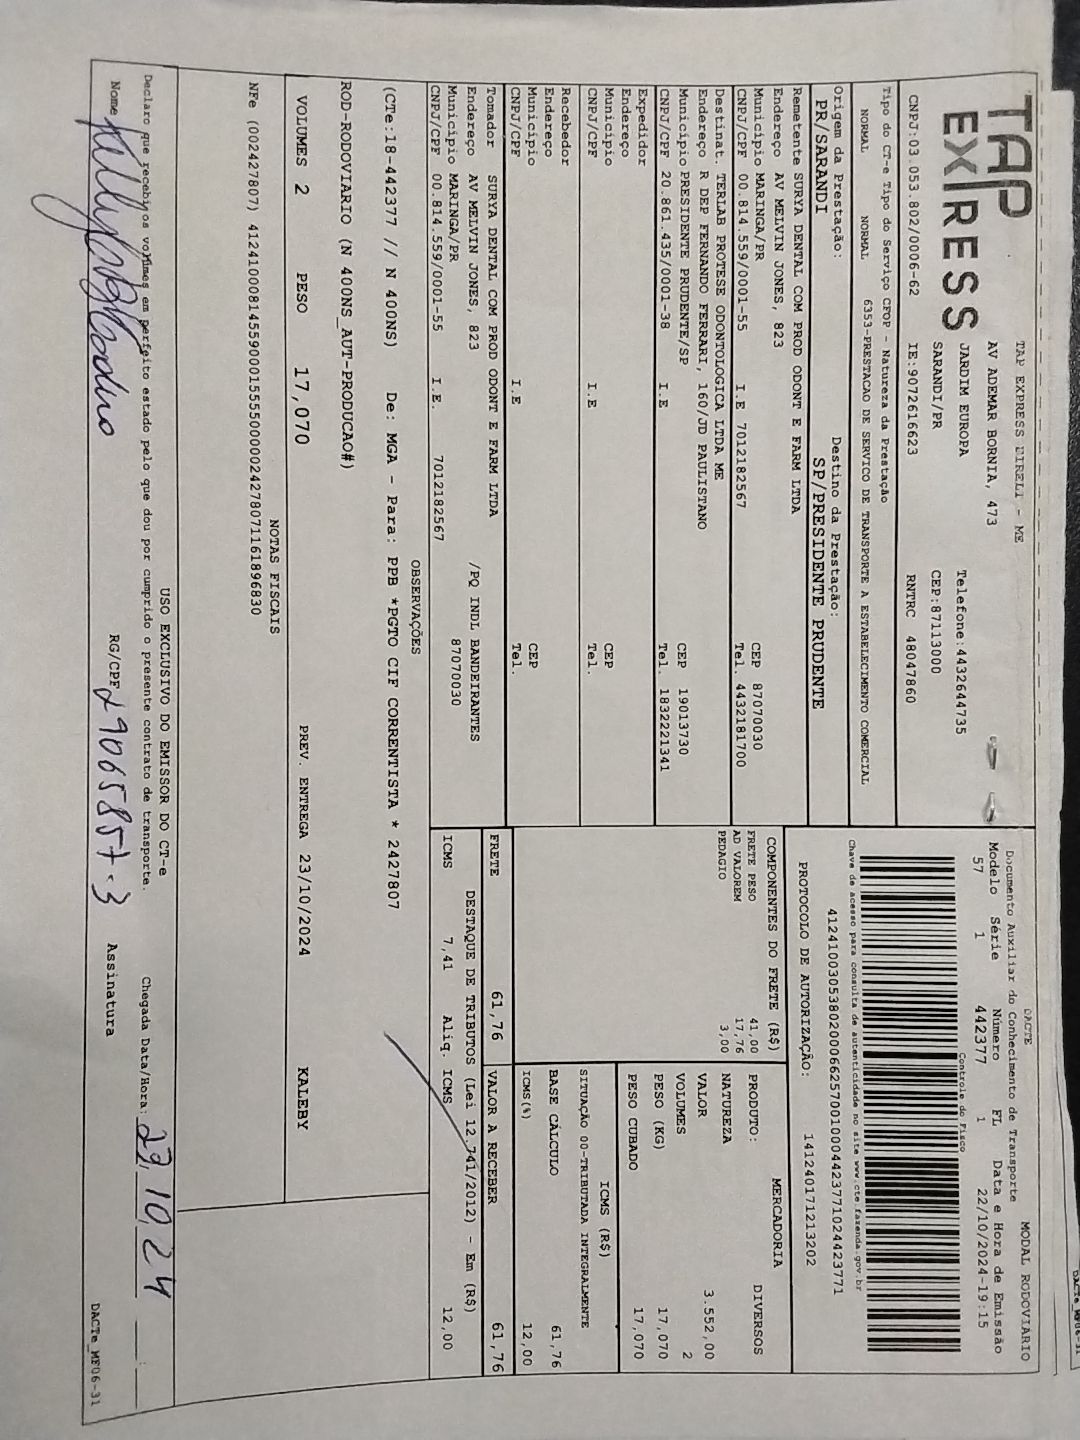 TAP EXPRESS
TAP EXPRESS EIRELI - ME
AV ADEMAR BORNIA, 473
JARDIM EUROPA
SARANDI/PR
Telefone:4432644735
CEP:87113000
CNPJ:03.053.802/0006-62 IE:9072616623 RNTRC 48047860
Tipo do CT-e Tipo do Serviço CFOP - Natureza da Prestação
NORMAL NORMAL 6353-PRESTACAO DE SERVICO DE TRANSPORTE A ESTABELECIMENTO COMERCIAL
Origem da Prestação: Destino da Prestação:
PR/SARANDI SP/PRESIDENTE PRUDENTE
DACTE MODAL RODOVIARIO
Documento Auxiliar do Conhecimento de Transporte
Modelo Série Número FL Data e Hora de Emissão
57 1 442377 1 22/10/2024-19:15
Controle do Fisco
Chave de acesso para consulta de autenticidade no site www.cte.fazenda.gov.br
41241003053802000662570010004423771024423771
PROTOCOLO DE AUTORIZAÇÃO: 141240171213202
Remetente SURYA DENTAL COM PROD ODONT E FARM LTDA
Endereço AV MELVIN JONES, 823
Município MARINGA/PR CEP 87070030
CNPJ/CPF 00.814.559/0001-55 I.E 7012182567 Tel. 4432181700
Destinat. TERLAB PROTESE ODONTOLOGICA LTDA ME
Endereço R DEP FERNANDO FERRARI, 160/JD PAULISTANO
Município PRESIDENTE PRUDENTE/SP CEP 19013730
CNPJ/CPF 20.861.435/0001-38 I.E Tel. 1832221341
Expedidor
Endereço
Município CEP
CNPJ/CPF I.E Tel.
Recebedor
Endereço
Município CEP
CNPJ/CPF I.E Tel.
Tomador SURYA DENTAL COM PROD ODONT E FARM LTDA
Endereço AV MELVIN JONES, 823 /PQ INDL BANDEIRANTES
Município MARINGA/PR 87070030
CNPJ/CPF 00.814.559/0001-55 I.E. 7012182567
COMPONENTES DO FRETE (R$)
FRETE PESO 41,00
AD VALOREM 17,76
PEDAGIO 3,00
MERCADORIA
PRODUTO: DIVERSOS
NATUREZA
VALOR 3.552,00
VOLUMES 2
PESO (KG) 17,070
PESO CUBADO 17,070
ICMS (R$)
SITUAÇÃO 00-TRIBUTADA INTEGRALMENTE
BASE CÁLCULO 61,76
ICMS(%) 12,00
FRETE 61,76 VALOR A RECEBER 61,76
DESTAQUE DE TRIBUTOS (Lei 12.741/2012) - Em (R$)
ICMS 7,41 Aliq. ICMS 12,00
OBSERVAÇÕES
(CTe:18-442377 // N 400NS) De: MGA - Para: PPB *PGTO CIF CORRENTISTA * 2427807
ROD-RODOVIARIO (N 400NS_AUT-PRODUCAO#)
VOLUMES 2 PESO 17,070 PREV. ENTREGA 23/10/2024 KALEBY
NOTAS FISCAIS
NFe (002427807) 41241000814559000155550000024278071161896830
USO EXCLUSIVO DO EMISSOR DO CT-e
Declaro que recebi os volumes em perfeito estado pelo que dou por cumprido o presente contrato de transporte. Chegada Data/Hora: 23,10,24 :
Nome RG/CPF Assinatura
DACTe_MF06-31
DACTe_MF06-31